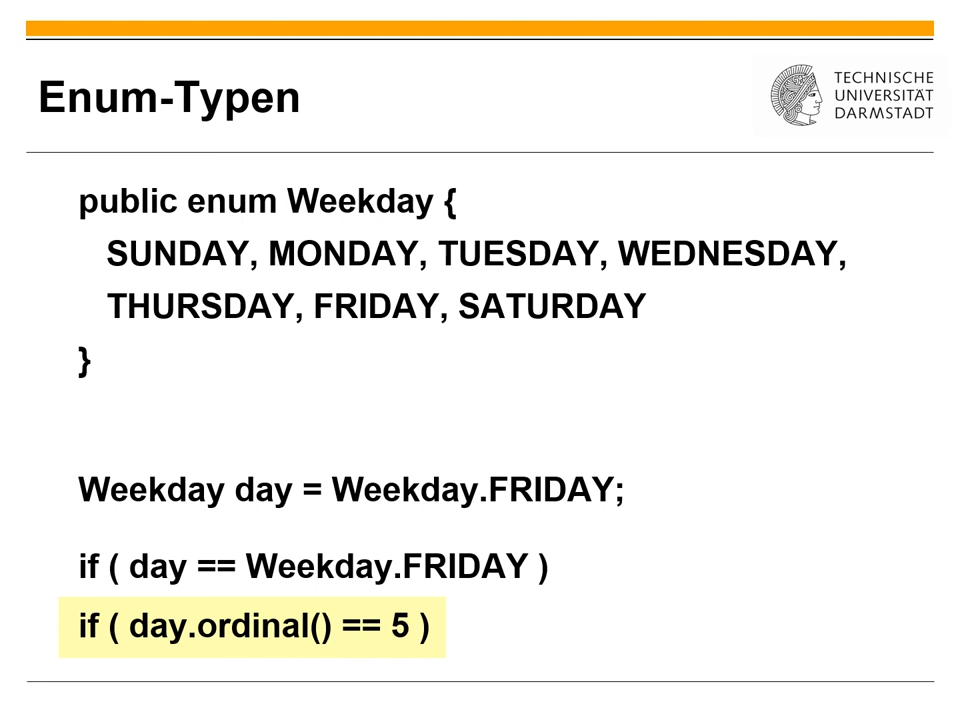 Enum-Typen
TECHNISCHE
UNIVERSITÄT
DARMSTADT
public enum Weekday {
SUNDAY, MONDAY, TUESDAY, WEDNESDAY,
THURSDAY, FRIDAY, SATURDAY
}
Weekday day = Weekday.FRIDAY;
if ( day == Weekday.FRIDAY )
if ( day.ordinal() == 5 )